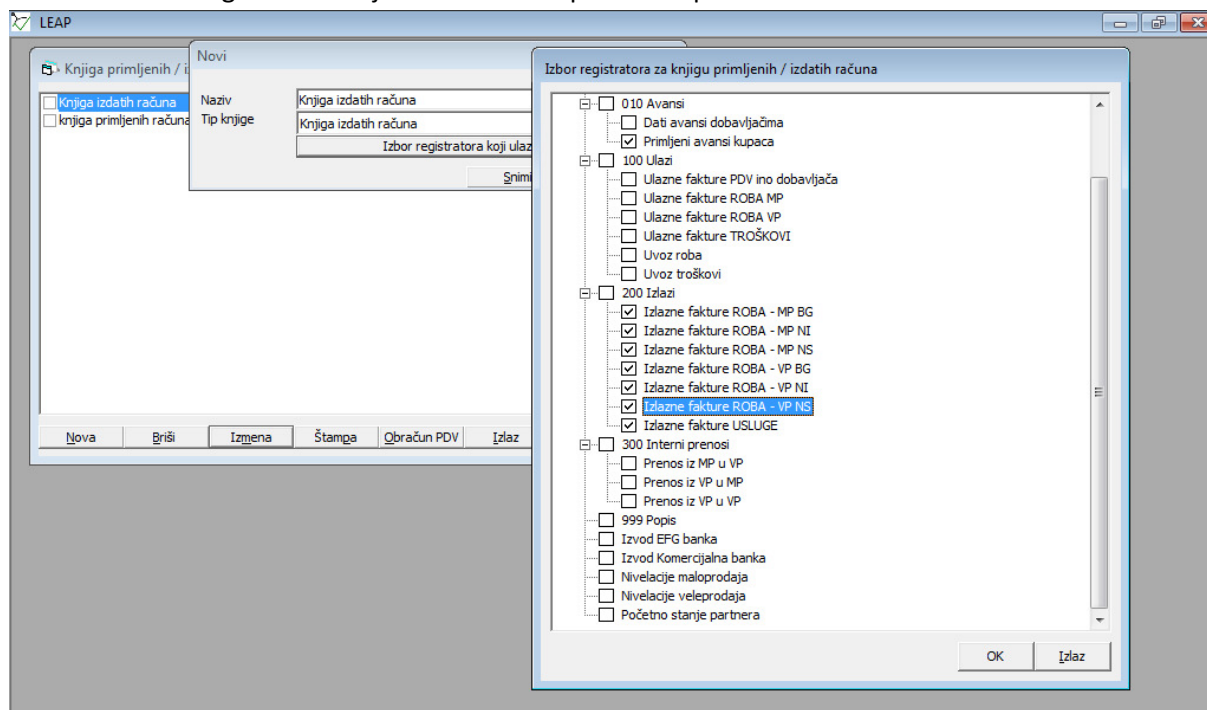 LEAP
Knjiga primljenih / i
Knjiga izdatih računa
knjiga primljenih računa
Nova Briši Izmena Štampa Obračun PDV Izlaz
Novi
Naziv Knjiga izdatih računa
Tip knjige Knjiga izdatih računa
Izbor registratora koji ulaz
Snimi
Izbor registratora za knjigu primljenih / izdatih računa
010 Avansi
Dati avansi dobavljačima
Primljeni avansi kupaca
100 Ulazi
Ulazne fakture PDV ino dobavljača
Ulazne fakture ROBA MP
Ulazne fakture ROBA VP
Ulazne fakture TROŠKOVI
Uvoz roba
Uvoz troškovi
200 Izlazi
Izlazne fakture ROBA - MP BG
Izlazne fakture ROBA - MP NI
Izlazne fakture ROBA - MP NS
Izlazne fakture ROBA - VP BG
Izlazne fakture ROBA - VP NI
Izlazne fakture ROBA - VP NS
Izlazne fakture USLUGE
300 Interni prenosi
Prenos iz MP u VP
Prenos iz VP u MP
Prenos iz VP u VP
999 Popis
Izvod EFG banka
Izvod Komercijalna banka
Nivelacije maloprodaja
Nivelacije veleprodaja
Početno stanje partnera
OK Izlaz